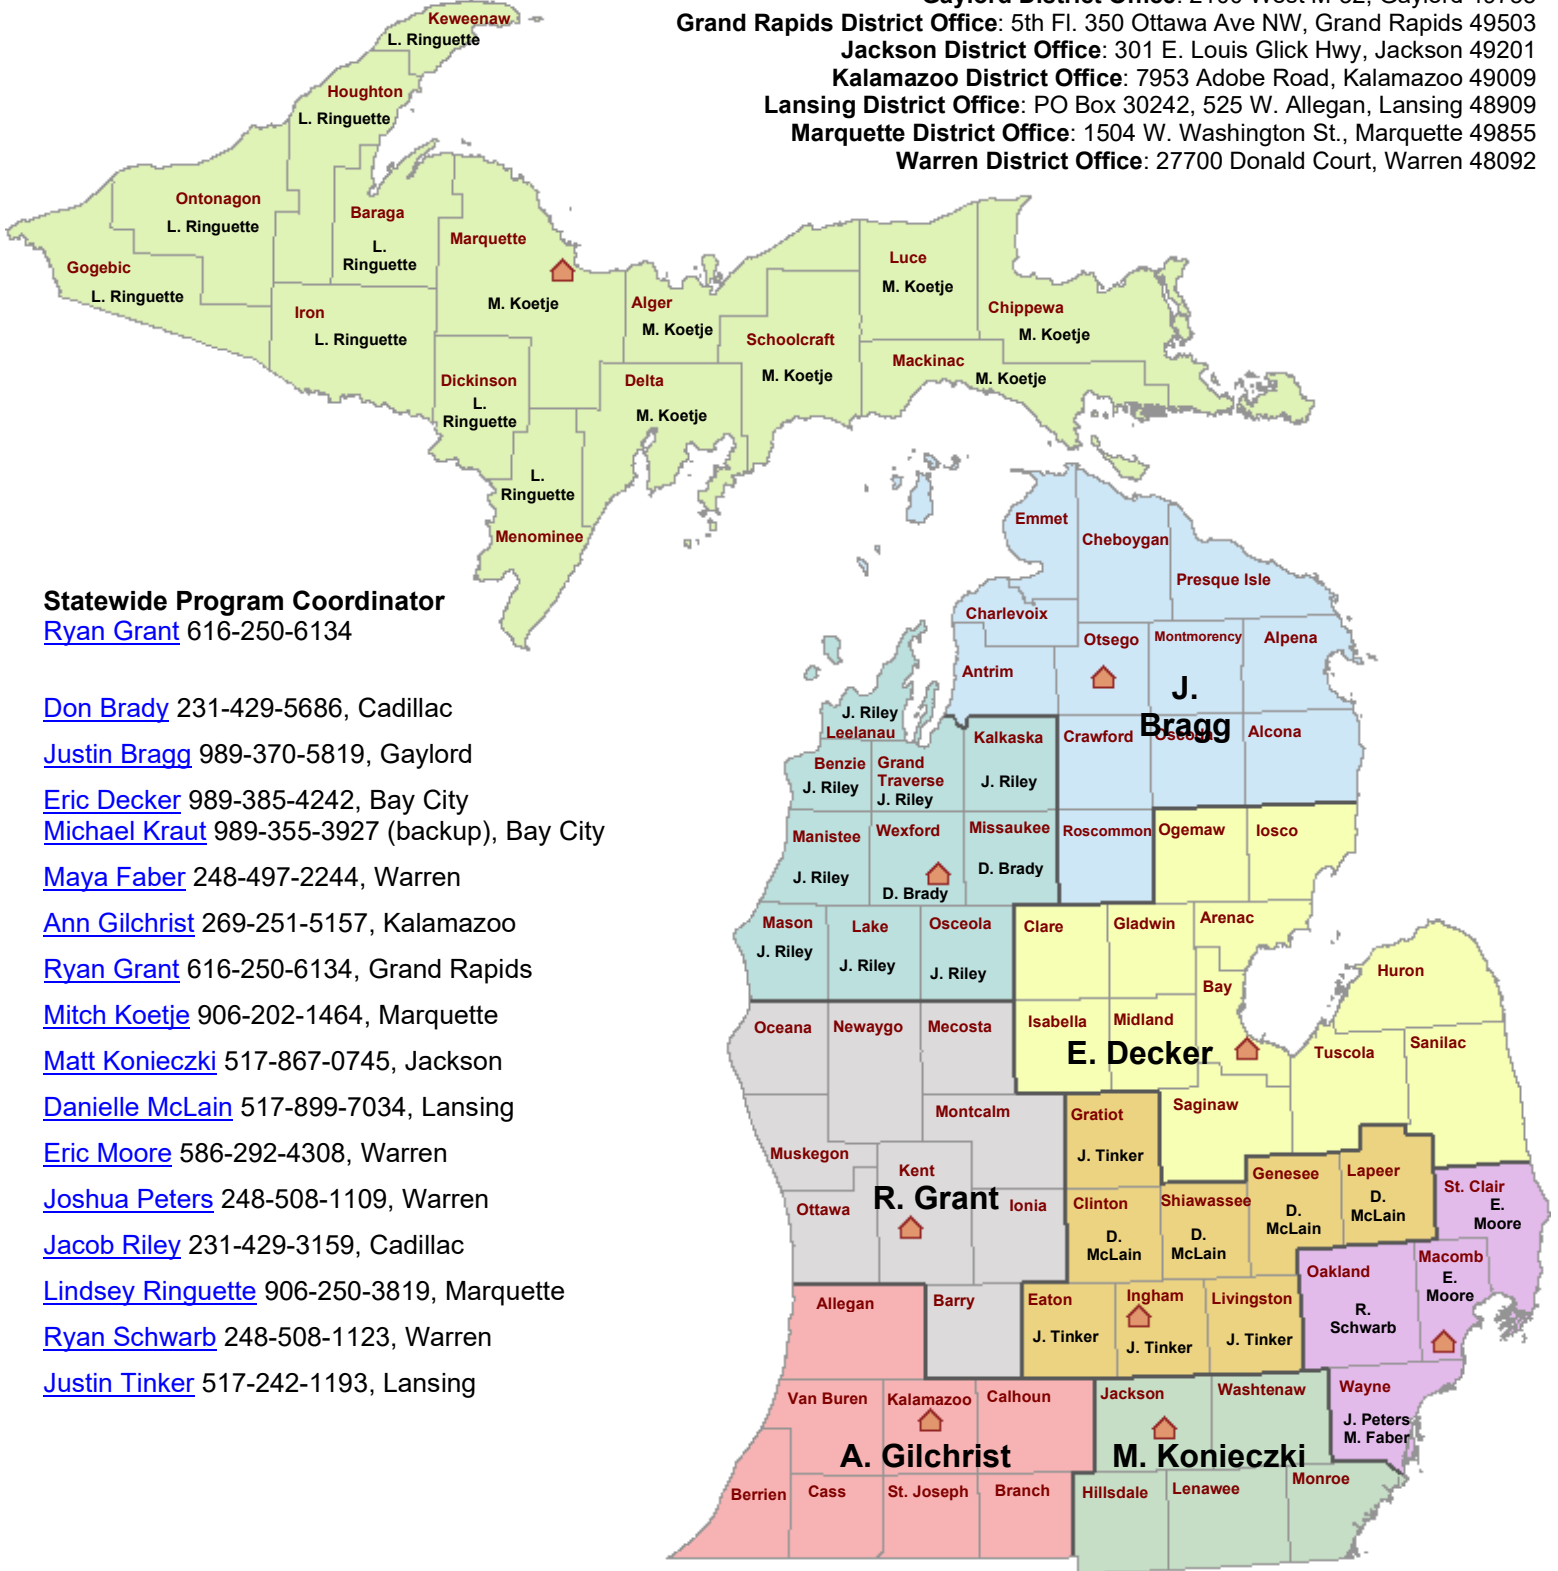 Gaylord District Office: 2100 West M-32, Gaylord 49735
Grand Rapids District Office: 5th Fl. 350 Ottawa Ave NW, Grand Rapids 49503
Jackson District Office: 301 E. Louis Glick Hwy, Jackson 49201
Kalamazoo District Office: 7953 Adobe Road, Kalamazoo 49009
Lansing District Office: PO Box 30242, 525 W. Allegan, Lansing 48909
Marquette District Office: 1504 W. Washington St., Marquette 49855
Warren District Office: 27700 Donald Court, Warren 48092
Keweenaw
L. Ringuette
Houghton
L. Ringuette
Ontonagon
L. Ringuette
Baraga
L.
Ringuette
Gogebic
L. Ringuette
Iron
L. Ringuette
Marquette
M. Koetje
Dickinson
L.
Ringuette
L.
Ringuette
Menominee
Alger
M. Koetje
Delta
M. Koetje
Schoolcraft
M. Koetje
Luce
M. Koetje
Chippewa
M. Koetje
Mackinac
M. Koetje
Statewide Program Coordinator
Ryan Grant 616-250-6134
Don Brady 231-429-5686, Cadillac
Justin Bragg 989-370-5819, Gaylord
Eric Decker 989-385-4242, Bay City
Michael Kraut 989-355-3927 (backup), Bay City
Maya Faber 248-497-2244, Warren
Ann Gilchrist 269-251-5157, Kalamazoo
Ryan Grant 616-250-6134, Grand Rapids
Mitch Koetje 906-202-1464, Marquette
Matt Konieczki 517-867-0745, Jackson
Danielle McLain 517-899-7034, Lansing
Eric Moore 586-292-4308, Warren
Joshua Peters 248-508-1109, Warren
Jacob Riley 231-429-3159, Cadillac
Lindsey Ringuette 906-250-3819, Marquette
Ryan Schwarb 248-508-1123, Warren
Justin Tinker 517-242-1193, Lansing
Emmet
Cheboygan
Presque Isle
Charlevoix
Otsego
Montmorency
Alpena
Antrim
J.
Bragg
Crawford
Oscoda
Alcona
Roscommon
J. Riley
Leelanau
Benzie
J. Riley
Grand
Traverse
J. Riley
Kalkaska
J. Riley
Manistee
J. Riley
Wexford
D. Brady
Missaukee
D. Brady
Mason
J. Riley
Lake
J. Riley
Osceola
J. Riley
Ogemaw
Iosco
Clare
Gladwin
Arenac
Bay
Huron
Isabella
Midland
E. Decker
Tuscola
Sanilac
Saginaw
Oceana
Newaygo
Mecosta
Montcalm
Muskegon
Kent
R. Grant
Ottawa
Ionia
Barry
Gratiot
J. Tinker
Clinton
D.
McLain
Shiawassee
D.
McLain
Genesee
D.
McLain
Lapeer
D.
McLain
Eaton
J. Tinker
Ingham
J. Tinker
Livingston
J. Tinker
St. Clair
E.
Moore
Macomb
E.
Moore
Oakland
R.
Schwarb
Wayne
J. Peters
M. Faber
Allegan
Van Buren
Kalamazoo
Calhoun
A. Gilchrist
Berrien
Cass
St. Joseph
Branch
Jackson
Washtenaw
M. Konieczki
Hillsdale
Lenawee
Monroe